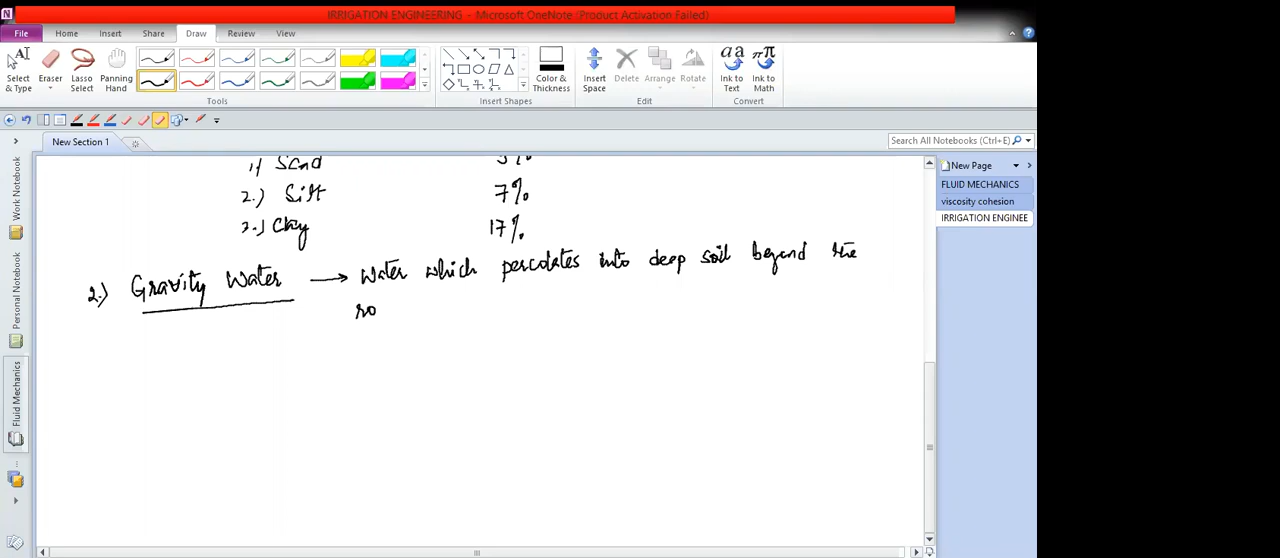 IRRIGATION ENGINEERING - Microsoft OneNote (Product Activation Failed)
File Home Insert Share Draw Review View
Select & Type
Eraser
Lasso Select
Panning Hand
Color & Thickness
Insert Space
Delete
Arrange
Rotate
Ink to Text
Ink to Math
Tools
Insert Shapes
Edit
Convert
New Section 1
Search All Notebooks (Ctrl+E)
New Page
FLUID MECHANICS
viscosity cohesion
IRRIGATION ENGINEE
Work Notebook
Personal Notebook
Fluid Mechanics
1) Sand 5%
2.) Silt 7%
3.) Clay 17%
2.) Gravity Water → Water which percolates into deep soil beyond the
ro